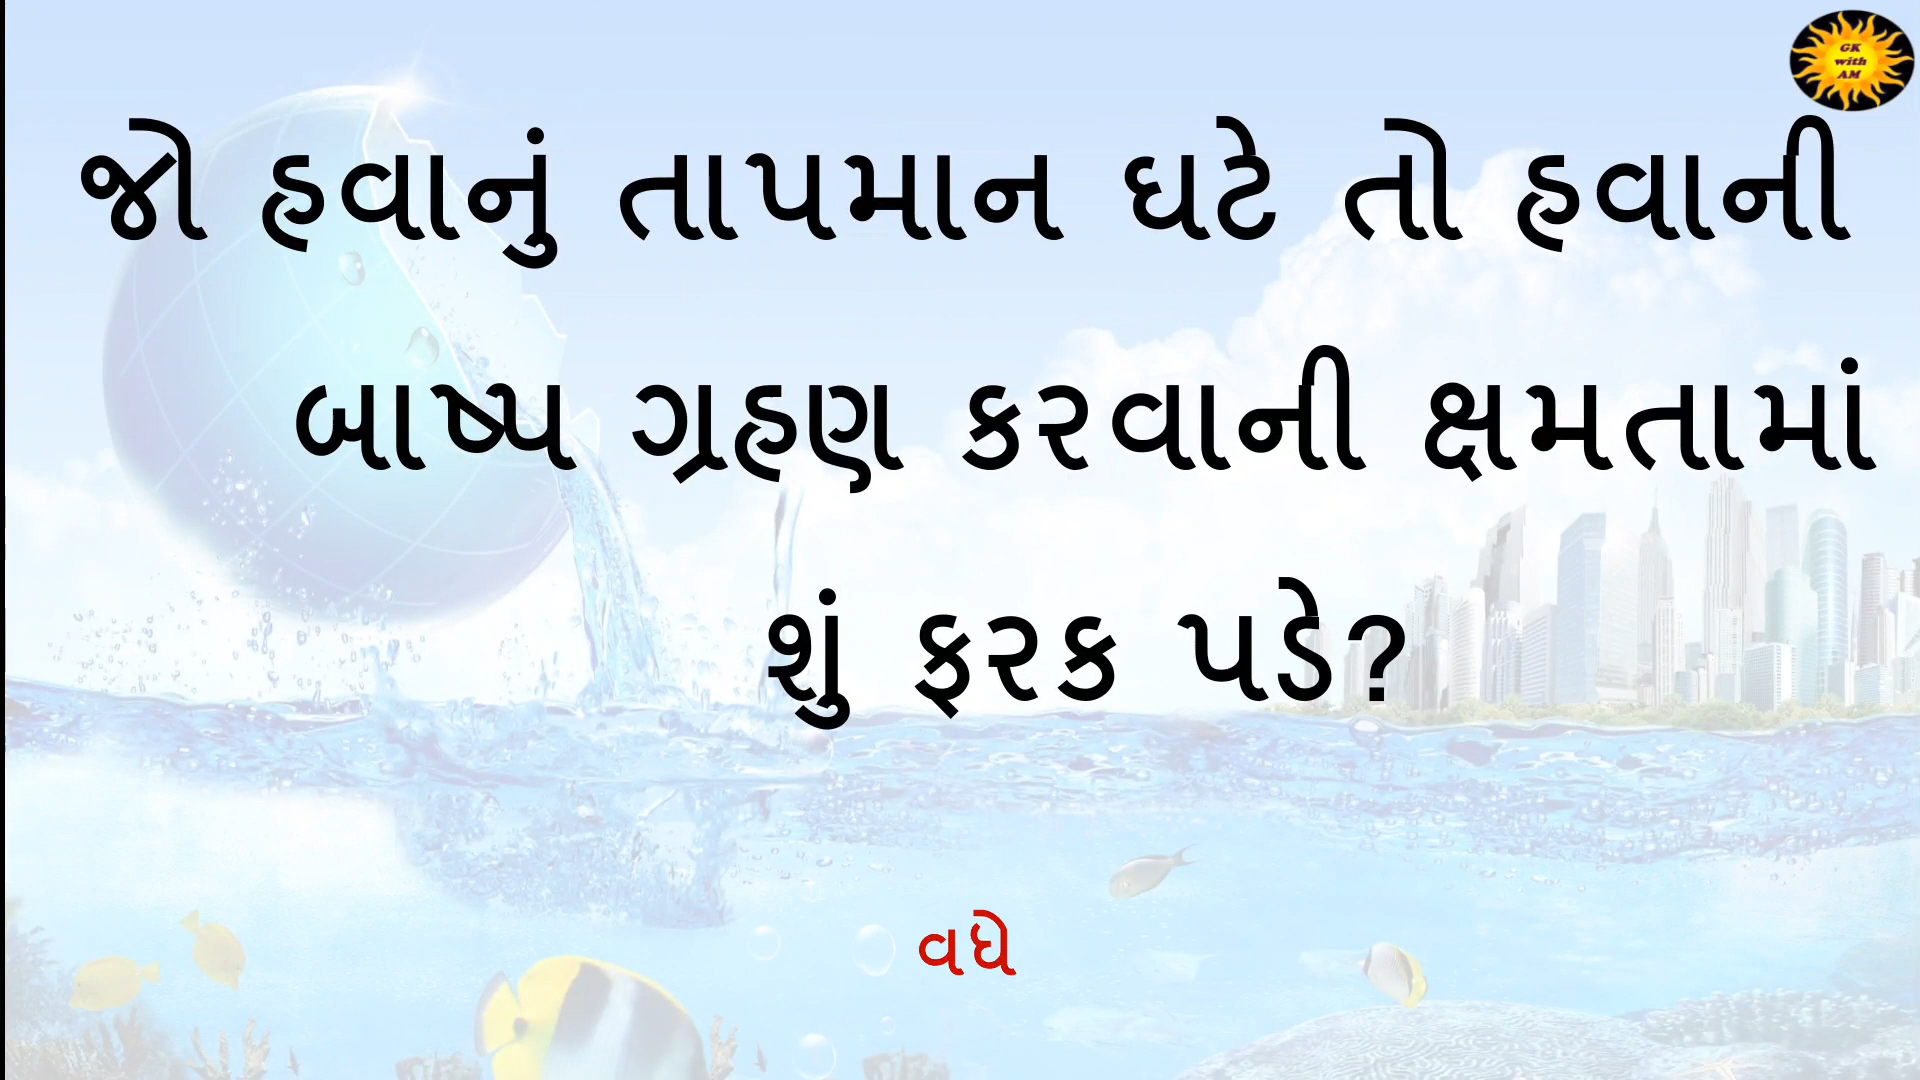 GK
with
AM
જો હવાનું તાપમાન ઘટે તો હવાની
બાષ્પ ગ્રહણ કરવાની ક્ષમતામાં
શું ફરક પડે?
વધે